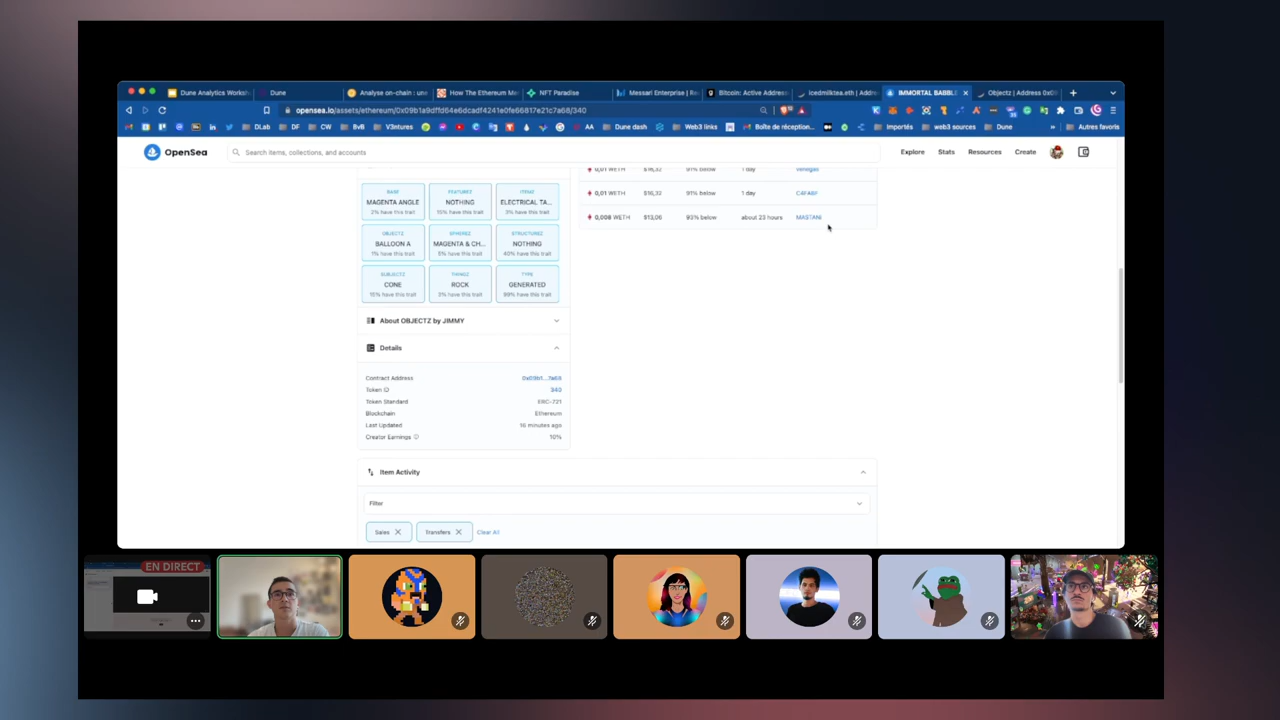 Dune Analytics Worksh
Dune
Analyse on-chain : une
How The Ethereum Me
NFT Paradise
Messari Enterprise | Re
Bitcoin: Active Address
icedmilktea.eth | Addre
IMMORTAL BABBL
Objectz | Address 0x09
opensea.io/assets/ethereum/0x09b1a9dffd64e6dcadf4241e0fe66817e21c7a68/340
DLab
DF
CW
BvB
V3intures
AA
Dune dash
Web3 links
Boîte de réception...
Importés
web3 sources
Dune
Autres favoris
OpenSea
Search items, collections, and accounts
Explore
Stats
Resources
Create
0,01 WETH $16,32 91% below 1 day
0,01 WETH $16,32 91% below 1 day
0,008 WETH $13,06 93% below about 23 hours MASTANI
BASE
MAGENTA ANGLE
2% have this trait
FEATUREZ
NOTHING
15% have this trait
ITEMZ
ELECTRICAL TA...
3% have this trait
OBJECTZ
BALLOON A
1% have this trait
SPHEREZ
MAGENTA & CH...
5% have this trait
STRUCTUREZ
NOTHING
40% have this trait
SUBJECTZ
CONE
15% have this trait
THINGZ
ROCK
3% have this trait
TYPE
GENERATED
99% have this trait
About OBJECTZ by JIMMY
Details
Contract Address
Token ID 340
Token Standard ERC-721
Blockchain Ethereum
Last Updated 16 minutes ago
Creator Earnings 10%
Item Activity
Filter
Sales
Transfers
Clear All
EN DIRECT